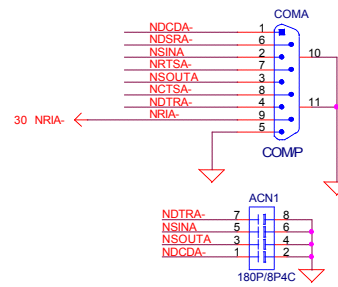 COMA
NDCDA- 1
NDSRA- 6
NSINA 2 10
NRTSA- 7
NSOUTA 3
NCTSA- 8
NDTRA- 4 11
30 NRIA- NRIA- 9
5
COM/P
ACN1
NDTRA- 7 8
NSINA 5 6
NSOUTA 3 4
NDCDA- 1 2
180P/8P4C